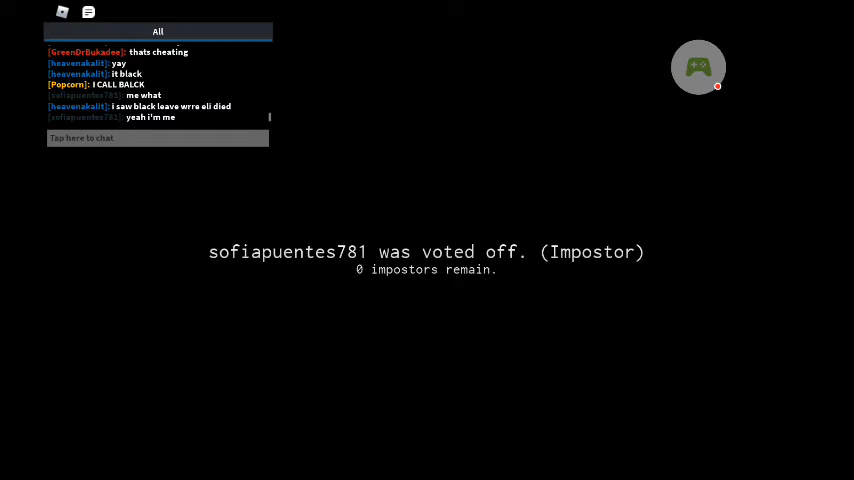 All
[GreenDrBukadee]: thats cheating
[heavenakalit]: yay
[heavenakalit]: it black
[Popcorn]: I CALL BALCK
[sofiapuentes781]: me what
[heavenakalit]: i saw black leave wrre eli died
[sofiapuentes781]: yeah i'm me
Tap here to chat
sofiapuentes781 was voted off. (Impostor)
0 impostors remain.